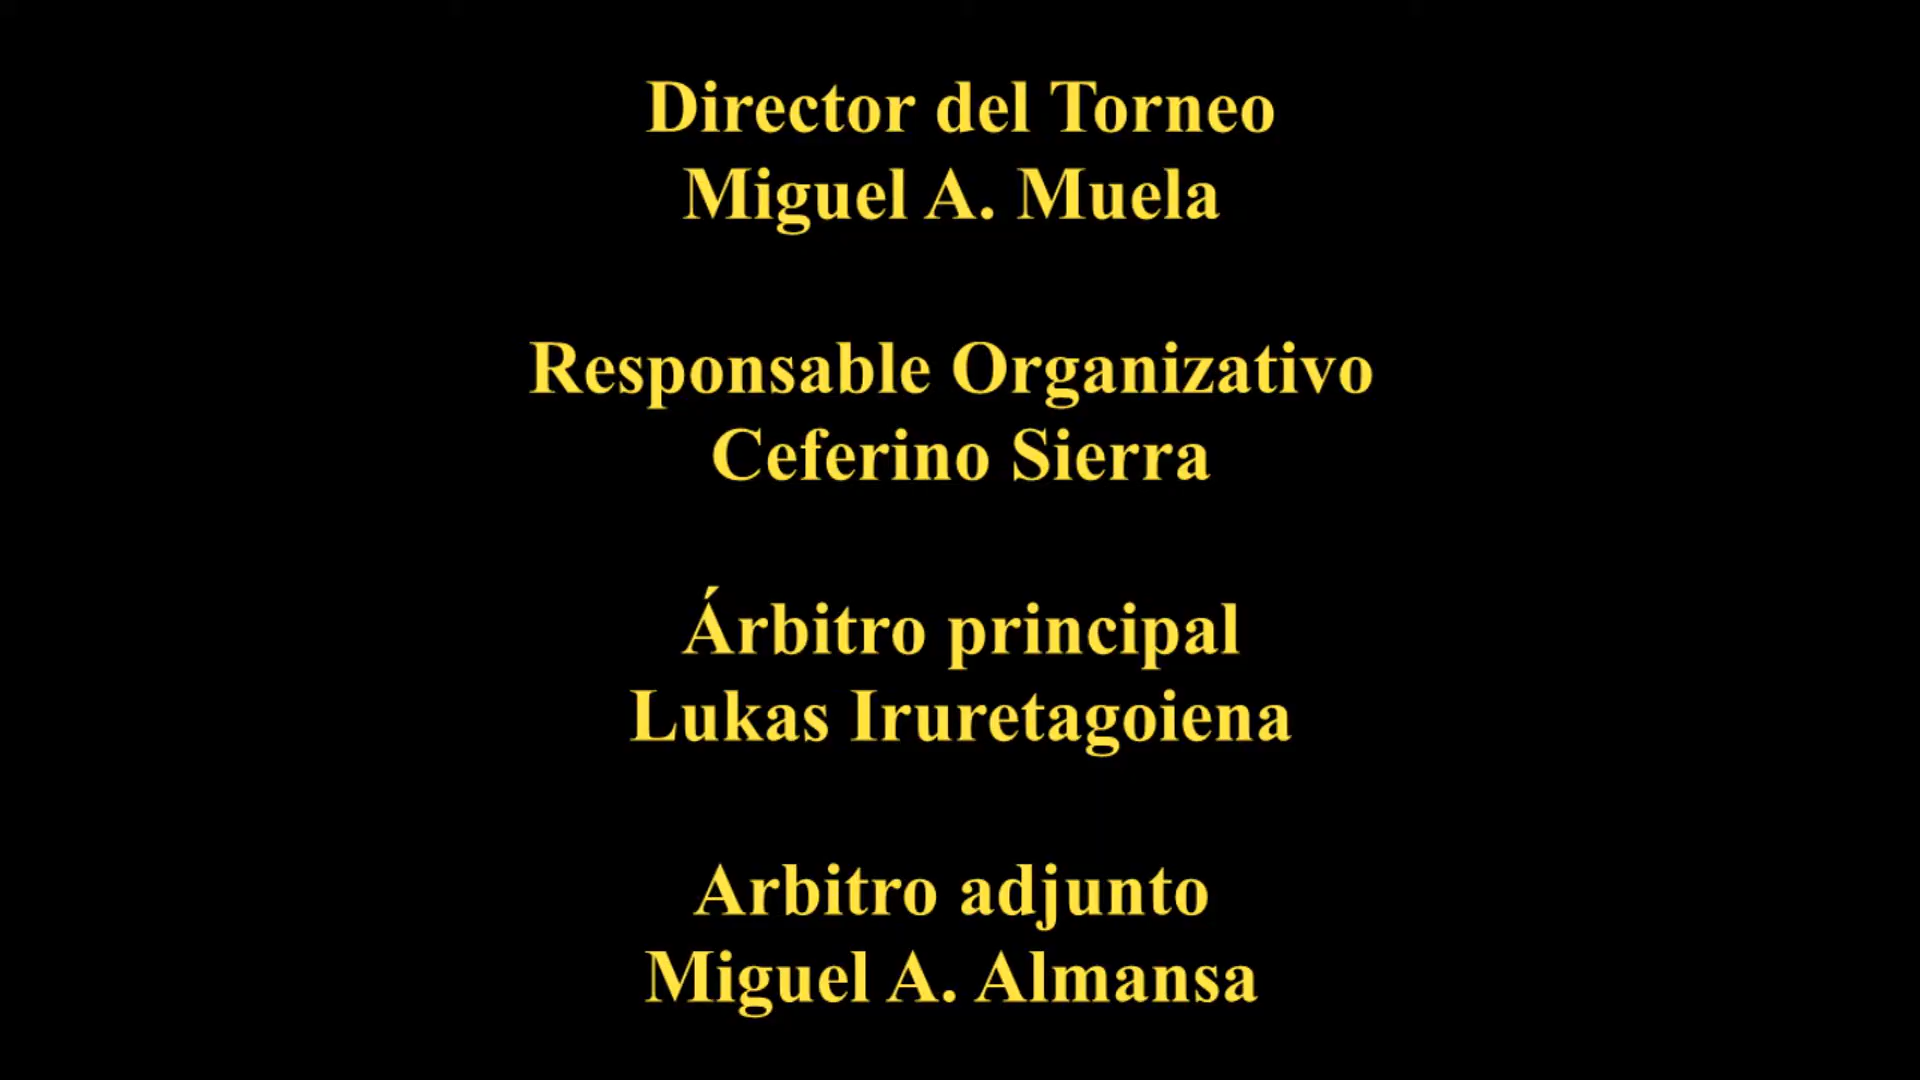 Director del Torneo
Miguel A. Muela
Responsable Organizativo
Ceferino Sierra
Árbitro principal
Lukas Iruretagoiena
Arbitro adjunto
Miguel A. Almansa